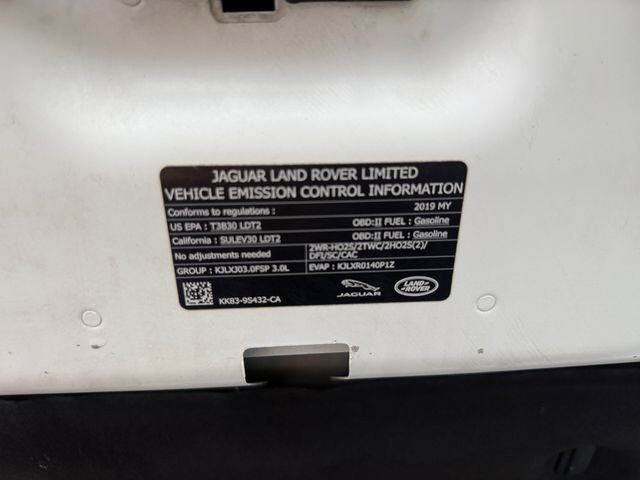 JAGUAR LAND ROVER LIMITED
VEHICLE EMISSION CONTROL INFORMATION
Conforms to regulations : 2019 MY
US EPA : T3B30 LDT2 OBD:II FUEL : Gasoline
California : SULEV30 LDT2 OBD:II FUEL : Gasoline
No adjustments needed 2WR-HO2S/2TWC/2HO2S(2)/
DFI/SC/CAC
GROUP : KJLXJ03.0FSP 3.0L EVAP : KJLXR0140P1Z
KK83-9S432-CA JAGUAR LAND ROVER